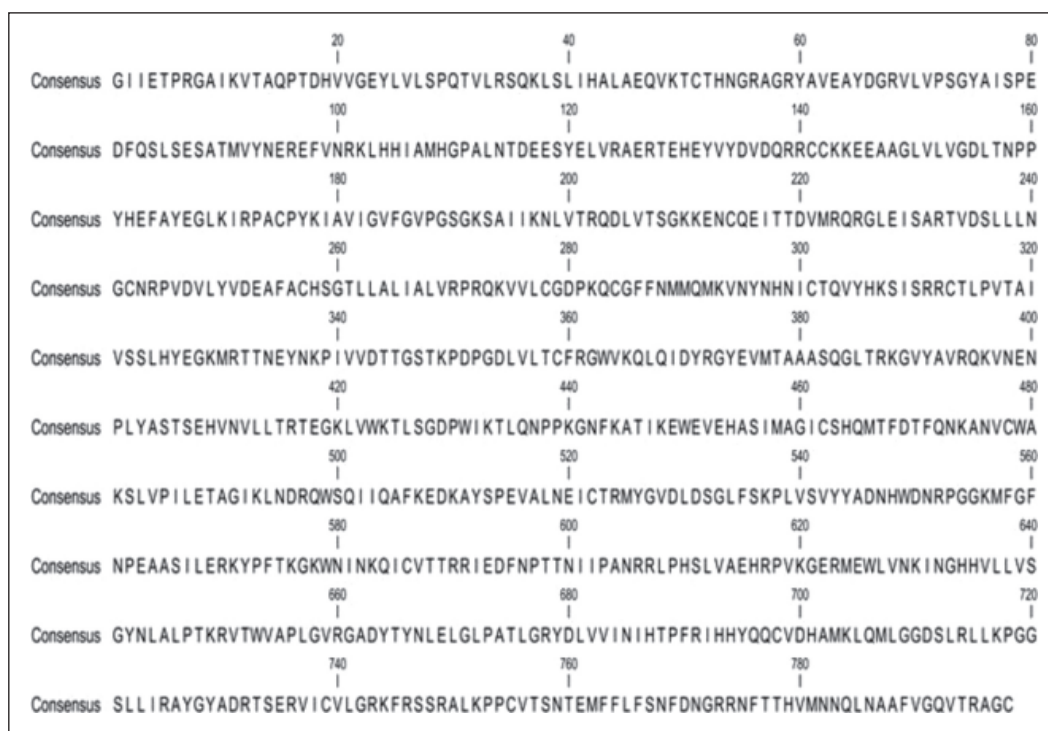 20 40 60 80
Consensus GIIETPRGAIKVTAQPTDHVVGEYLVLSPQTVLRSQKLSLIHALAEQVKTCTHNGRAGRYAVEAYDGRVLVPSGYAISPE
100 120 140 160
Consensus DFQSLSESATMVYNEREFVNRKLHHIAMHGPALNTDEESYELVRAERTEHEYVYDVDQRRCCKKEEAAGLVLVGDLTNPP
180 200 220 240
Consensus YHEFAYEGLKIRPACPYKIAVIGVFGVPGSGKSAIIKNLVTRQDLVTSGKKENCQEITTDVMRQRGLEISARTVDSLLLN
260 280 300 320
Consensus GCNRPVDVLYVDEAFACHSGTLLALIALVRPRQKVVLCGDPKQCGFFNMMQMKVNYNHNICTQVYHKSISRRCTLPVTAI
340 360 380 400
Consensus VSSLHYEGKMRTTNEYNKPIVVDTTGSTKPDPGDLVLTCFRGWVKQLQIDYRGYEVMTAAASQGLTRKGVYAVRQKVNEN
420 440 460 480
Consensus PLYASTSEHVNVLLTRTEGKLVWKTLSGDPWIKTLQNPPKGNFKATIKEWEVEHASIMAGICSHQMTFDTFQNKANVCWA
500 520 540 560
Consensus KSLVPILETAGIKLNDRQWSQIIQAFKEDKAYSPEVALNEICTRMYGVDLDSGLFSKPLVSVYYADNHWDNRPGGKMFGF
580 600 620 640
Consensus NPEAASILERKYPFTKGKWNINKQICVTTRRIEDFNPTTNIIPANRRLPHSLVAEHRPVKGERMEWLVNKINGHHVLLVS
660 680 700 720
Consensus GYNLALPTKRVTWVAPLGVRGADYTYNLELGLPATLGRYDLVVINIHTPFRIHHYQQCVDHAMKLQMLGGDSLRLLKPGG
740 760 780
Consensus SLLIRAYGYADRTSERVICVLGRKFRSSRALKPPCVTSNTEMFFLFSNFDNGRRNFTTHVMNNQLNAAFVGQVTRAGC